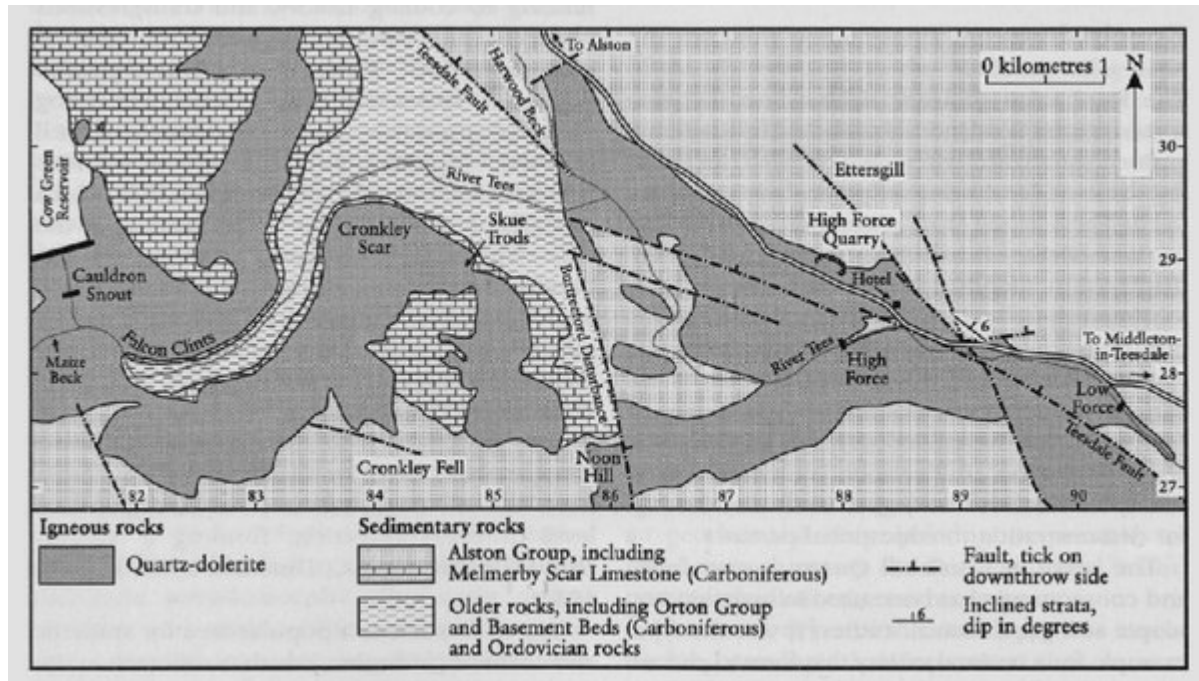 To Alston
0 kilometres 1
N
Teesdale Fault
Harwood Beck
30
Cow Green
Reservoir
River Tees
Ettersgill
High Force
Quarry
Cronkley
Scar
Skue
Trods
29
Hotel
Cauldron
Snout
Burtreeford Disturbance
6
Falcon Clints
River Tees
To Middleton-
in-Teesdale
Maize
Beck
High
Force
28
Low
Force
Teesdale Fault
Cronkley Fell
Noon
Hill
27
82 83 84 85 86 87 88 89 90
Igneous rocks
Quartz-dolerite
Sedimentary rocks
Alston Group, including
Melmerby Scar Limestone (Carboniferous)
Older rocks, including Orton Group
and Basement Beds (Carboniferous)
and Ordovician rocks
Fault, tick on
downthrow side
6
Inclined strata,
dip in degrees